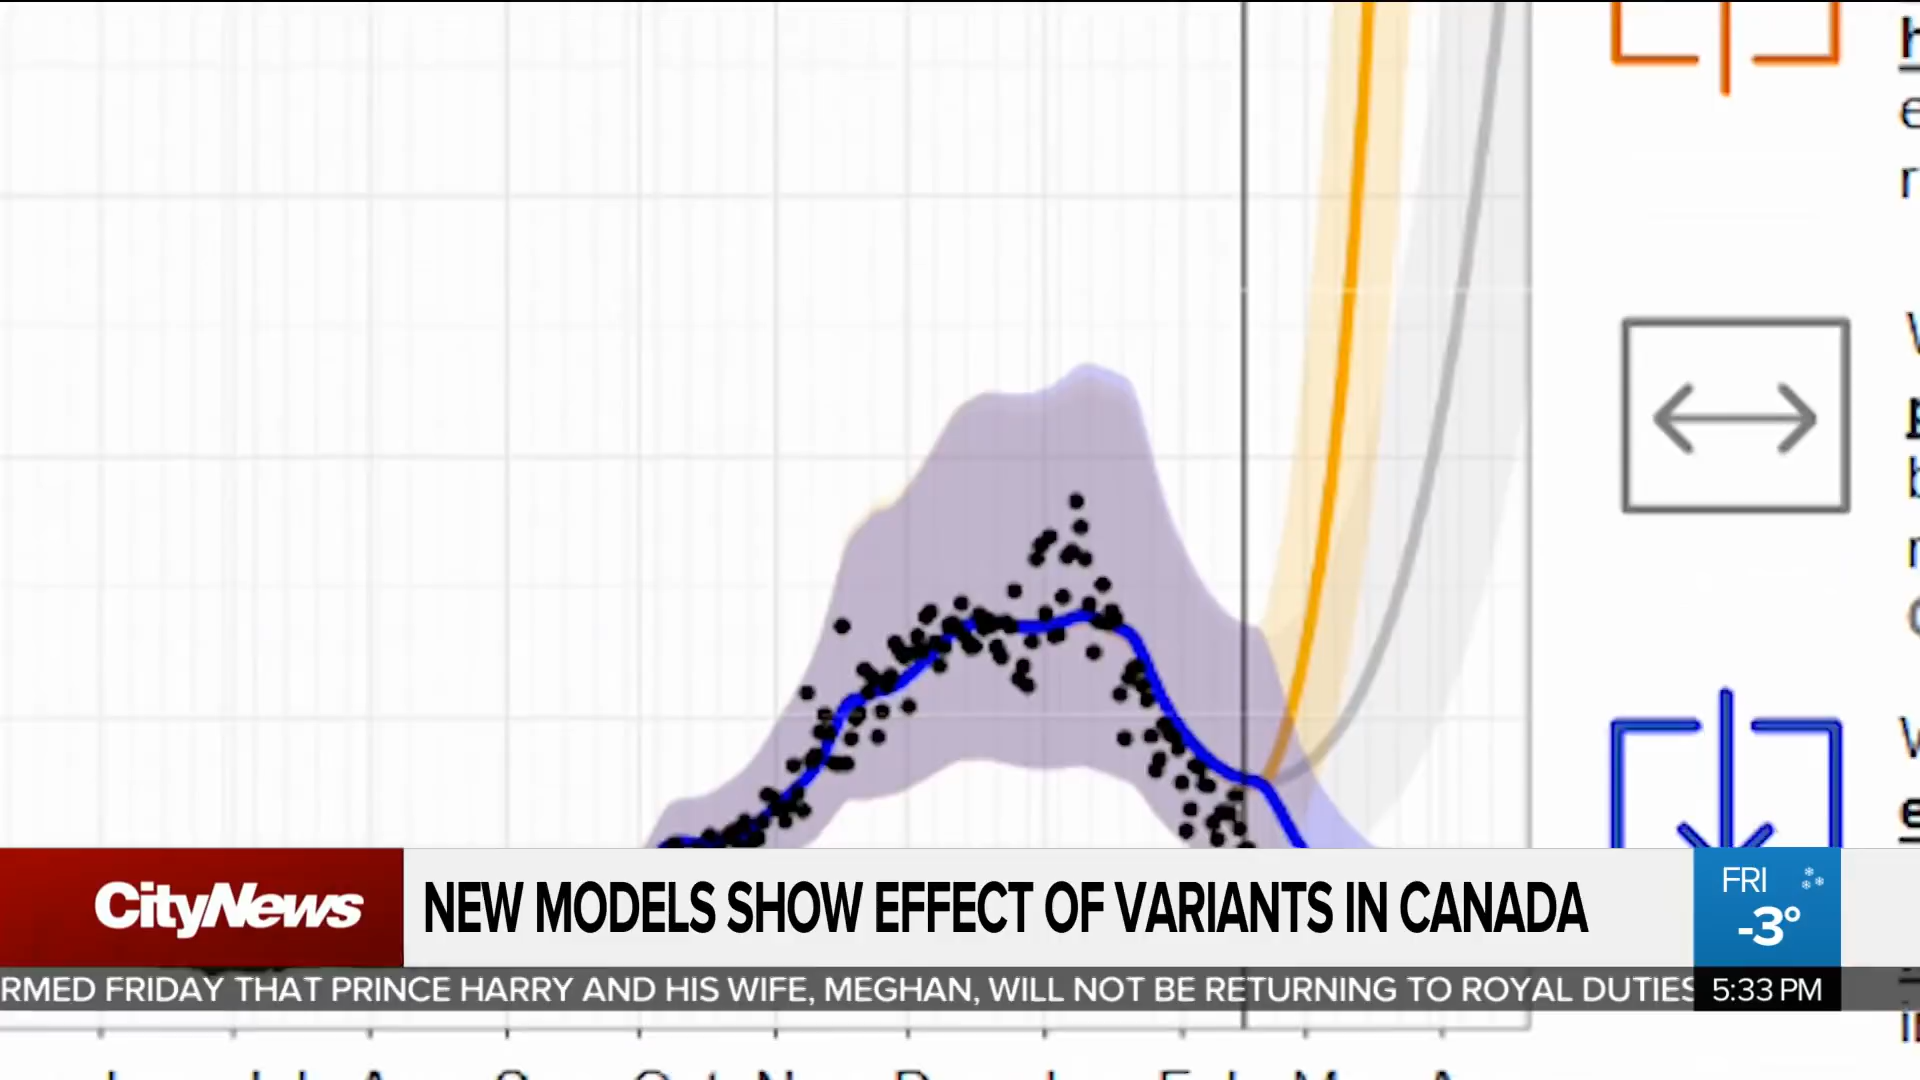 CityNews
NEW MODELS SHOW EFFECT OF VARIANTS IN CANADA
FRI
-3°
RMED FRIDAY THAT PRINCE HARRY AND HIS WIFE, MEGHAN, WILL NOT BE RETURNING TO ROYAL DUTIES
5:33 PM